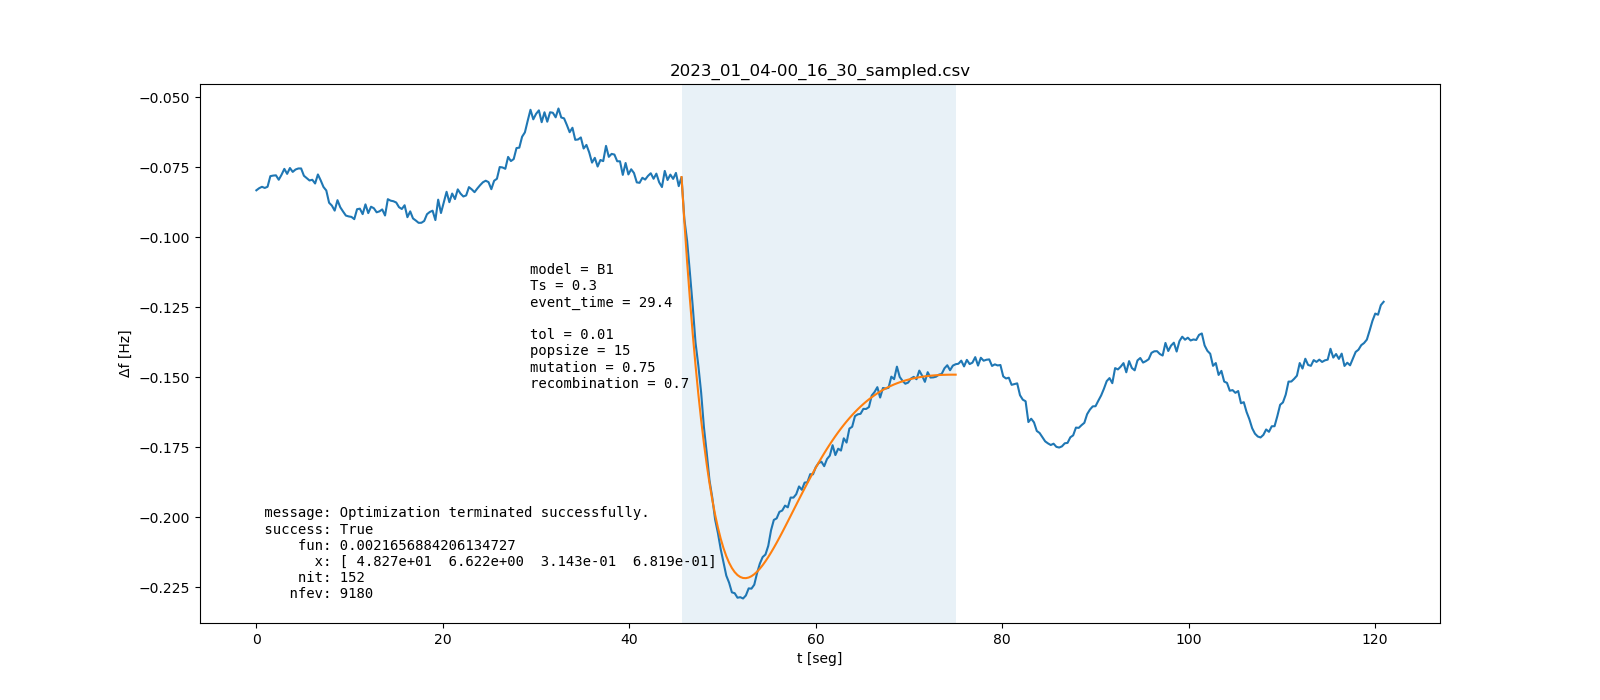 2023_01_04-00_16_30_sampled.csv
−0.050
−0.075
−0.100
−0.125
−0.150
−0.175
−0.200
−0.225
Δf [Hz]
model = B1
Ts = 0.3
event_time = 29.4
tol = 0.01
popsize = 15
mutation = 0.75
recombination = 0.7
message: Optimization terminated successfully.
success: True
fun: 0.0021656884206134727
x: [ 4.827e+01  6.622e+00  3.143e-01  6.819e-01]
nit: 152
nfev: 9180
0 20 40 60 80 100 120
t [seg]